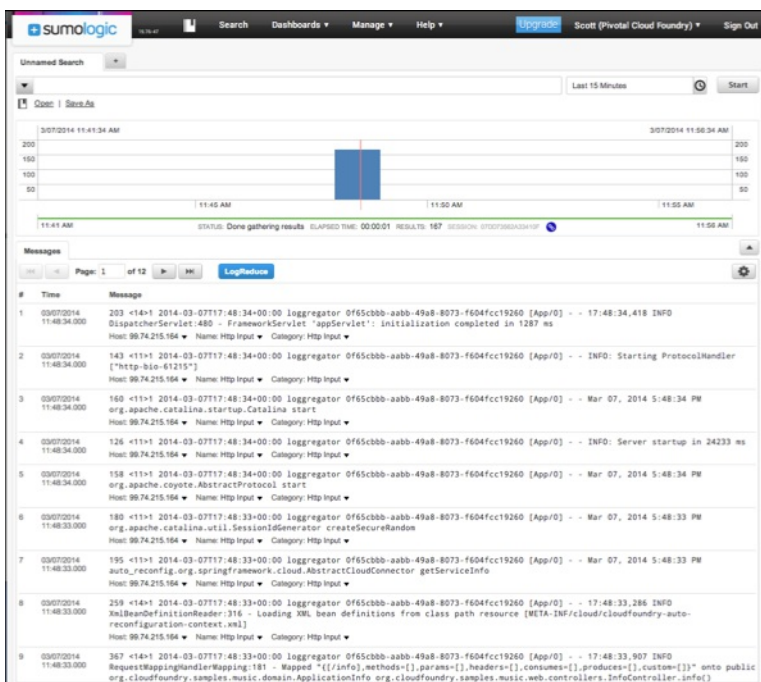 sumologic 19.76-47 Search Dashboards ▾ Manage ▾ Help ▾ Upgrade Scott (Pivotal Cloud Foundry) ▾ Sign Out
Unnamed Search +
Last 15 Minutes Start
Open | Save As
3/07/2014 11:41:34 AM 3/07/2014 11:56:34 AM
200 200
150 150
100 100
50 50
11:45 AM 11:50 AM 11:55 AM
11:41 AM STATUS: Done gathering results ELAPSED TIME: 00:00:01 RESULTS: 167 SESSION: 11:56 AM
Messages
Page: 1 of 12 LogReduce
# Time Message
1 03/07/2014 203 <14>1 2014-03-07T17:48:34+00:00 loggregator 0f65cbbb-aabb-49a8-8073-f604fcc19260 [App/0] - - 17:48:34,418 INFO
11:48:34.000 DispatcherServlet:480 - FrameworkServlet 'appServlet': initialization completed in 1287 ms
Host: 99.74.215.164 ▾ Name: Http Input ▾ Category: Http Input ▾
2 03/07/2014 143 <11>1 2014-03-07T17:48:34+00:00 loggregator 0f65cbbb-aabb-49a8-8073-f604fcc19260 [App/0] - - INFO: Starting ProtocolHandler
11:48:34.000 ["http-bio-61215"]
Host: 99.74.215.164 ▾ Name: Http Input ▾ Category: Http Input ▾
3 03/07/2014 160 <11>1 2014-03-07T17:48:34+00:00 loggregator 0f65cbbb-aabb-49a8-8073-f604fcc19260 [App/0] - - Mar 07, 2014 5:48:34 PM
11:48:34.000 org.apache.catalina.startup.Catalina start
Host: 99.74.215.164 ▾ Name: Http Input ▾ Category: Http Input ▾
4 03/07/2014 126 <11>1 2014-03-07T17:48:34+00:00 loggregator 0f65cbbb-aabb-49a8-8073-f604fcc19260 [App/0] - - INFO: Server startup in 24233 ms
11:48:34.000 Host: 99.74.215.164 ▾ Name: Http Input ▾ Category: Http Input ▾
5 03/07/2014 158 <11>1 2014-03-07T17:48:34+00:00 loggregator 0f65cbbb-aabb-49a8-8073-f604fcc19260 [App/0] - - Mar 07, 2014 5:48:34 PM
11:48:34.000 org.apache.coyote.AbstractProtocol start
Host: 99.74.215.164 ▾ Name: Http Input ▾ Category: Http Input ▾
6 03/07/2014 180 <11>1 2014-03-07T17:48:33+00:00 loggregator 0f65cbbb-aabb-49a8-8073-f604fcc19260 [App/0] - - Mar 07, 2014 5:48:33 PM
11:48:33.000 org.apache.catalina.util.SessionIdGenerator createSecureRandom
Host: 99.74.215.164 ▾ Name: Http Input ▾ Category: Http Input ▾
7 03/07/2014 195 <11>1 2014-03-07T17:48:33+00:00 loggregator 0f65cbbb-aabb-49a8-8073-f604fcc19260 [App/0] - - Mar 07, 2014 5:48:33 PM
11:48:33.000 auto_reconfig.org.springframework.cloud.AbstractCloudConnector getServiceInfo
Host: 99.74.215.164 ▾ Name: Http Input ▾ Category: Http Input ▾
8 03/07/2014 259 <14>1 2014-03-07T17:48:33+00:00 loggregator 0f65cbbb-aabb-49a8-8073-f604fcc19260 [App/0] - - 17:48:33,286 INFO
11:48:33.000 XmlBeanDefinitionReader:316 - Loading XML bean definitions from class path resource [META-INF/cloud/cloudfoundry-auto-
reconfiguration-context.xml]
Host: 99.74.215.164 ▾ Name: Http Input ▾ Category: Http Input ▾
9 03/07/2014 367 <14>1 2014-03-07T17:48:33+00:00 loggregator 0f65cbbb-aabb-49a8-8073-f604fcc19260 [App/0] - - 17:48:33,907 INFO
11:48:33.000 RequestMappingHandlerMapping:181 - Mapped "{[/info],methods=[],params=[],headers=[],consumes=[],produces=[],custom=[]}" onto public
org.cloudfoundry.samples.music.domain.ApplicationInfo org.cloudfoundry.samples.music.web.controllers.InfoController.info()